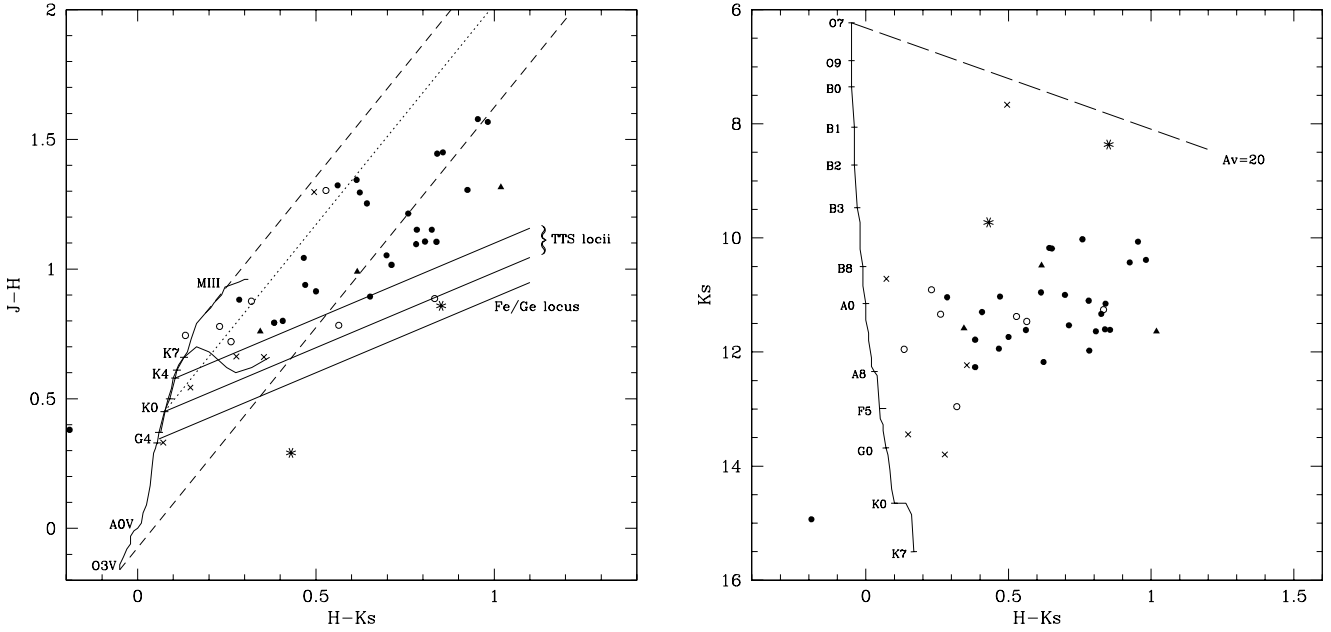 2
1.5
1
0.5
0
J-H
MIII
K7
K4
K0
G4
A0V
O3V
TTS locii
Fe/Ge locus
0
0.5
1
H-Ks
6
8
10
12
14
16
Ks
O7
O9
B0
B1
B2
B3
B8
A0
A8
F5
G0
K0
K7
Av=20
0
0.5
1
1.5
H-Ks